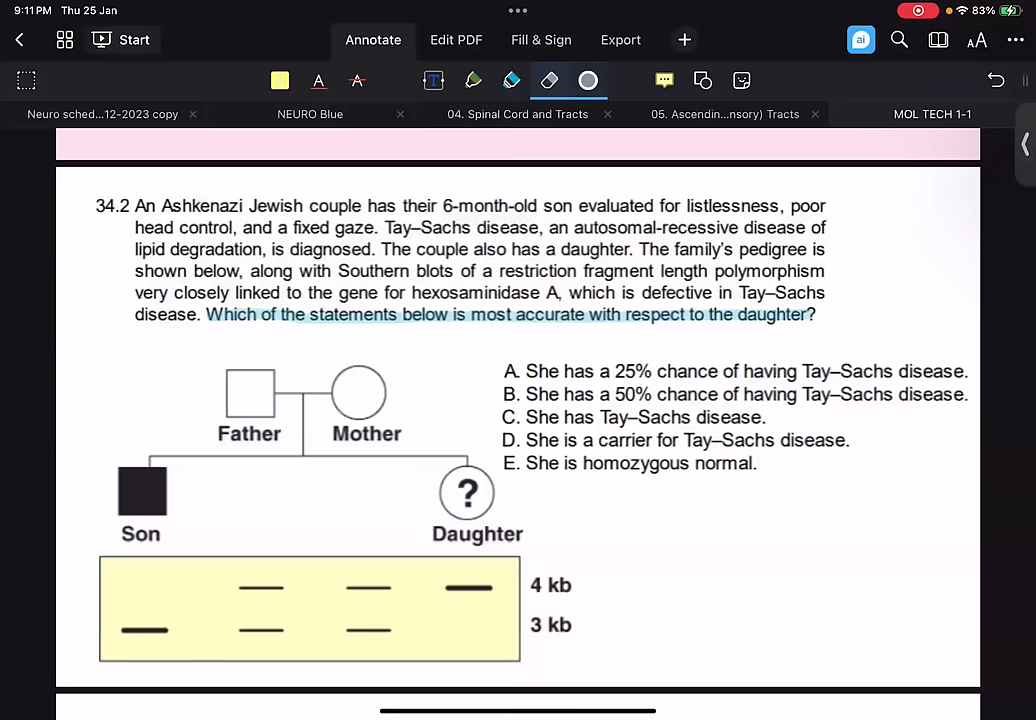 9:11 PM Thu 25 Jan
83%
Start
Annotate
Edit PDF
Fill & Sign
Export
ai
AA
A
A
T
Neuro sched...12-2023 copy
NEURO Blue
04. Spinal Cord and Tracts
05. Ascendin...nsory) Tracts
MOL TECH 1-1
34.2 An Ashkenazi Jewish couple has their 6-month-old son evaluated for listlessness, poor
head control, and a fixed gaze. Tay–Sachs disease, an autosomal-recessive disease of
lipid degradation, is diagnosed. The couple also has a daughter. The family's pedigree is
shown below, along with Southern blots of a restriction fragment length polymorphism
very closely linked to the gene for hexosaminidase A, which is defective in Tay–Sachs
disease. Which of the statements below is most accurate with respect to the daughter?
A. She has a 25% chance of having Tay–Sachs disease.
B. She has a 50% chance of having Tay–Sachs disease.
C. She has Tay–Sachs disease.
D. She is a carrier for Tay–Sachs disease.
E. She is homozygous normal.
Father
Mother
?
Son
Daughter
4 kb
3 kb